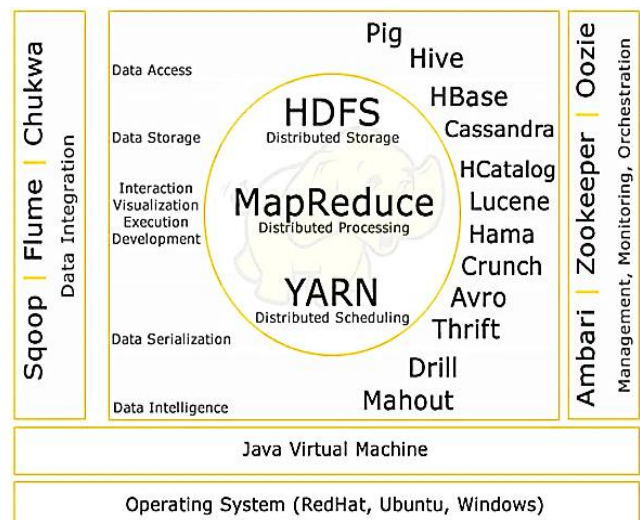 Sqoop | Flume | Chukwa
Data Integration
Data Access
Data Storage
Interaction
Visualization
Execution
Development
Data Serialization
Data Intelligence
HDFS
Distributed Storage
MapReduce
Distributed Processing
YARN
Distributed Scheduling
Pig
Hive
HBase
Cassandra
HCatalog
Lucene
Hama
Crunch
Avro
Thrift
Drill
Mahout
Ambari | Zookeeper | Oozie
Management, Monitoring, Orchestration
Java Virtual Machine
Operating System (RedHat, Ubuntu, Windows)